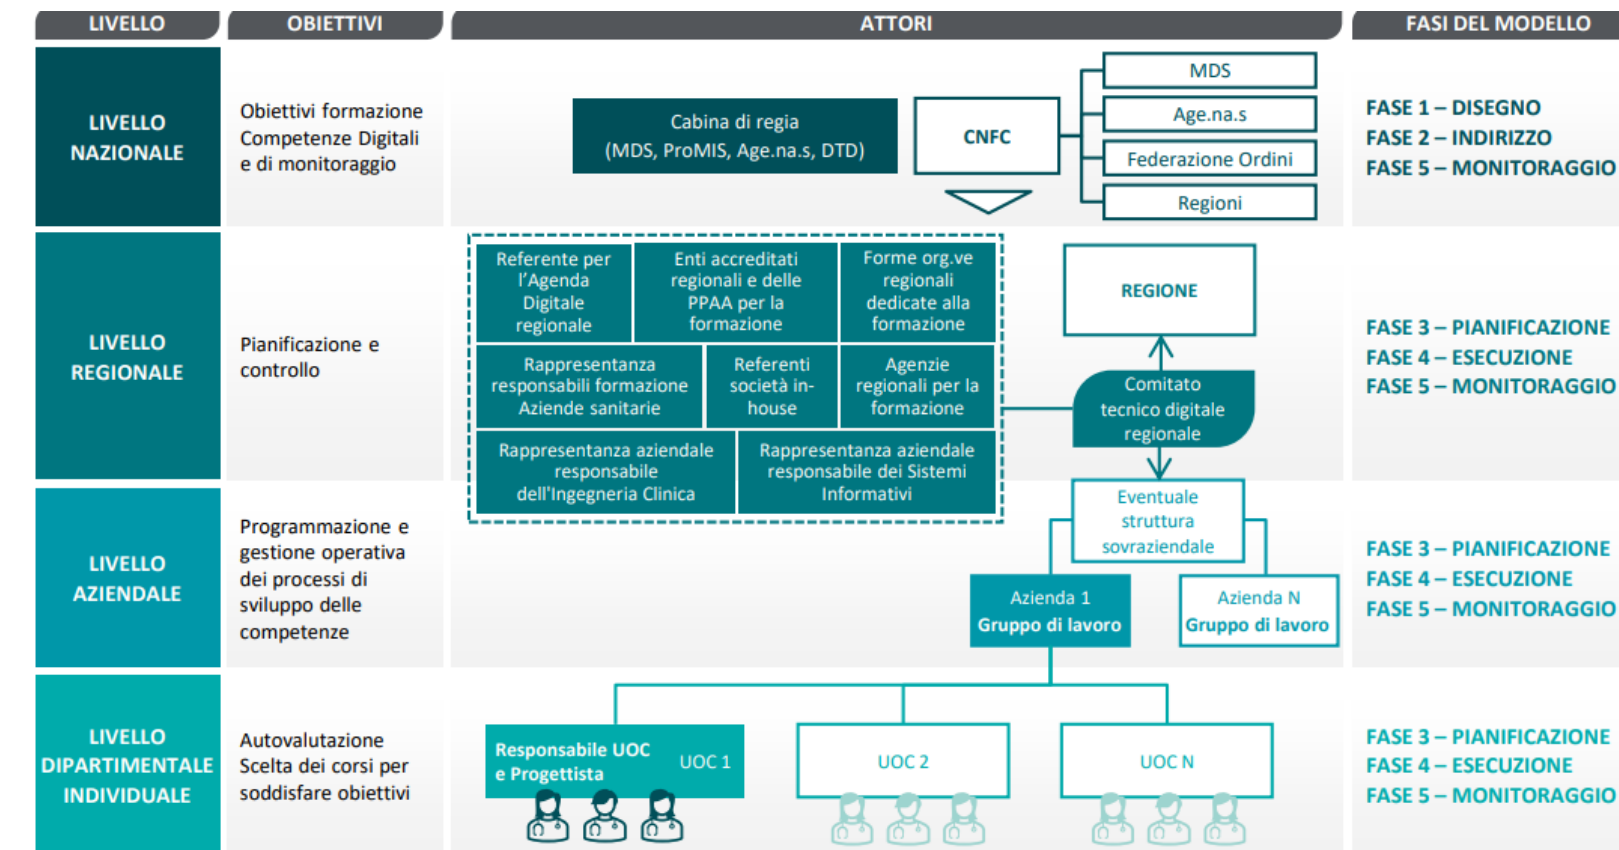 LIVELLO
OBIETTIVI
ATTORI
FASI DEL MODELLO
LIVELLO
NAZIONALE
Obiettivi formazione
Competenze Digitali
e di monitoraggio
Cabina di regia
(MDS, ProMIS, Age.na.s, DTD)
CNFC
MDS
Age.na.s
Federazione Ordini
Regioni
FASE 1 – DISEGNO
FASE 2 – INDIRIZZO
FASE 5 – MONITORAGGIO
LIVELLO
REGIONALE
Pianificazione e
controllo
Referente per
l'Agenda
Digitale
regionale
Enti accreditati
regionali e delle
PPAA per la
formazione
Forme org.ve
regionali
dedicate alla
formazione
Rappresentanza
responsabili formazione
Aziende sanitarie
Referenti
società in-
house
Agenzie
regionali per la
formazione
Rappresentanza aziendale
responsabile
dell'Ingegneria Clinica
Rappresentanza aziendale
responsabile dei Sistemi
Informativi
REGIONE
Comitato
tecnico digitale
regionale
FASE 3 – PIANIFICAZIONE
FASE 4 – ESECUZIONE
FASE 5 – MONITORAGGIO
LIVELLO
AZIENDALE
Programmazione e
gestione operativa
dei processi di
sviluppo delle
competenze
Eventuale
struttura
sovraziendale
Azienda 1
Gruppo di lavoro
Azienda N
Gruppo di lavoro
FASE 3 – PIANIFICAZIONE
FASE 4 – ESECUZIONE
FASE 5 – MONITORAGGIO
LIVELLO
DIPARTIMENTALE
INDIVIDUALE
Autovalutazione
Scelta dei corsi per
soddisfare obiettivi
Responsabile UOC
e Progettista
UOC 1
UOC 2
UOC N
FASE 3 – PIANIFICAZIONE
FASE 4 – ESECUZIONE
FASE 5 – MONITORAGGIO